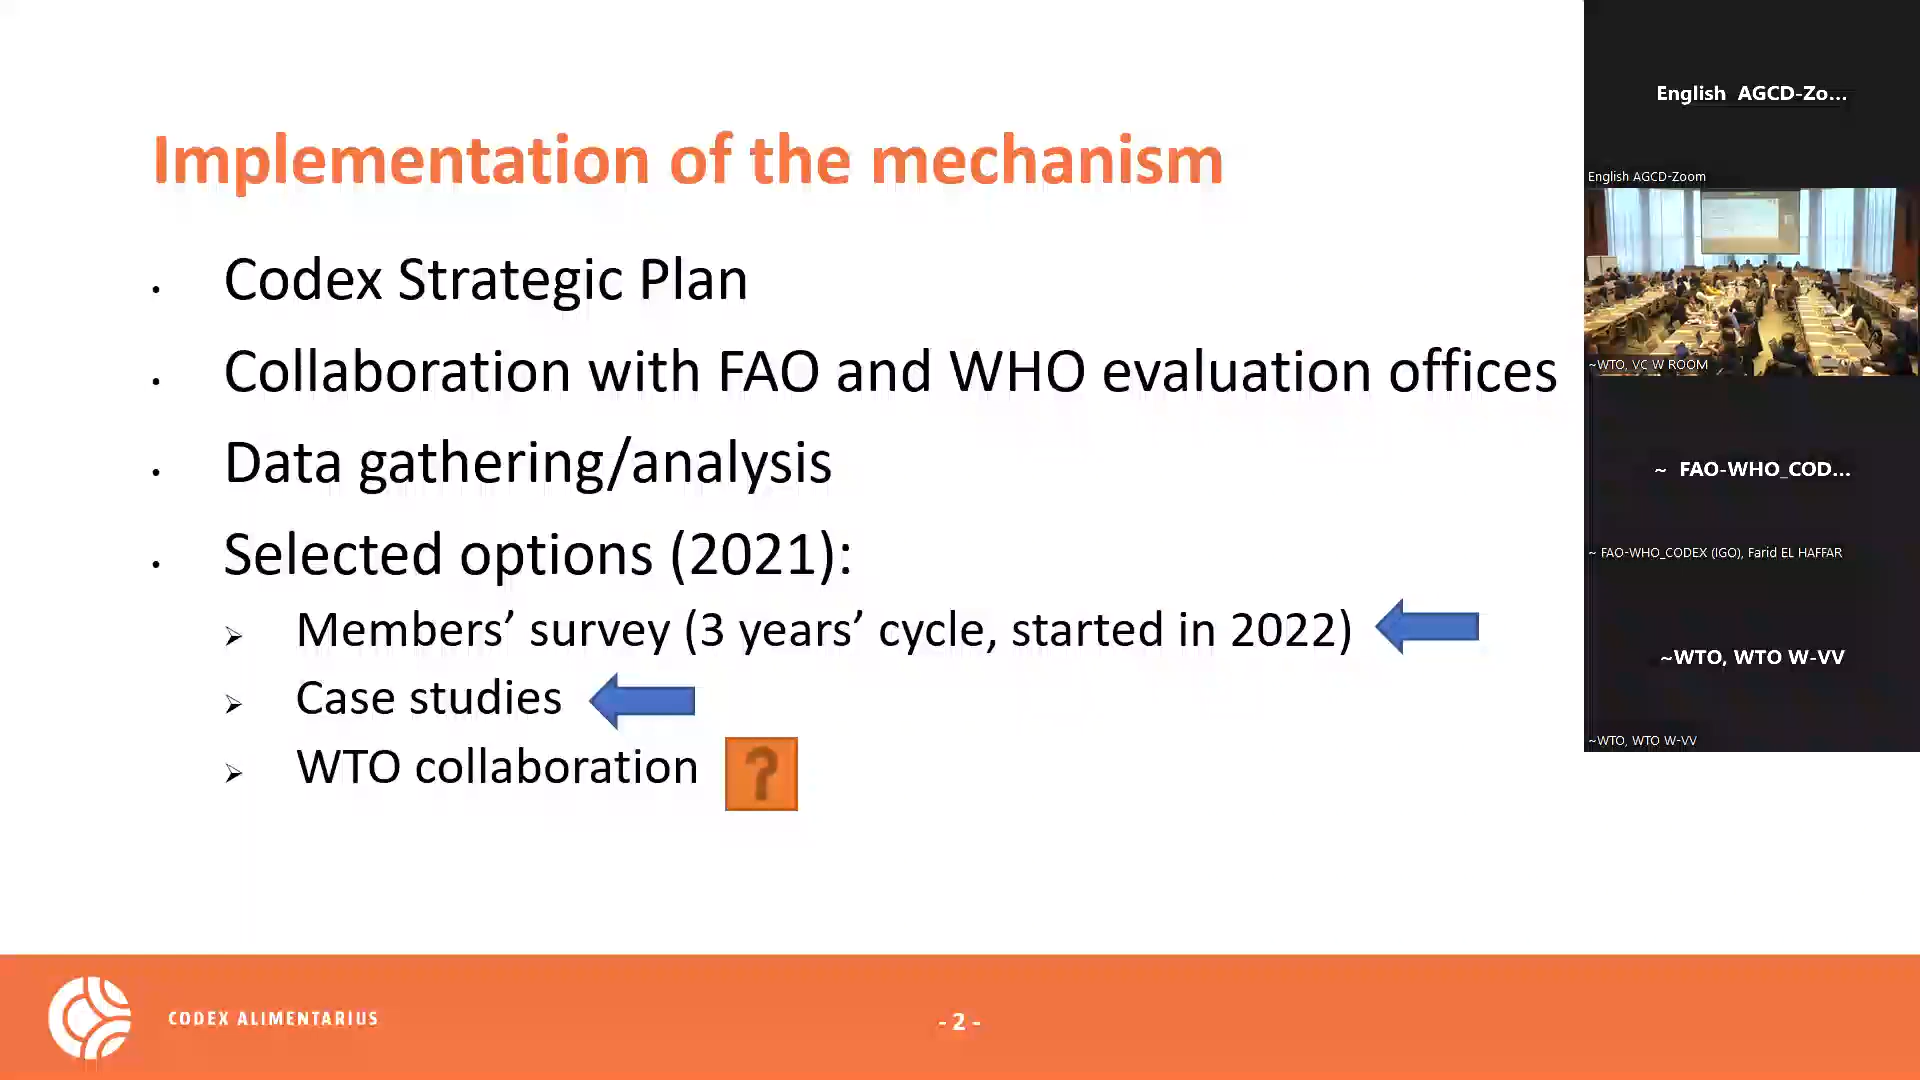 Implementation of the mechanism
• Codex Strategic Plan
• Collaboration with FAO and WHO evaluation offices
• Data gathering/analysis
• Selected options (2021):
➢ Members’ survey (3 years’ cycle, started in 2022)
➢ Case studies
➢ WTO collaboration ?
CODEX ALIMENTARIUS
- 2 -
English AGCD-Zo...
English AGCD-Zoom
~WTO, VC W ROOM
~ FAO-WHO_COD...
~ FAO-WHO_CODEX (IGO), Farid EL HAFFAR
~WTO, WTO W-VV
~WTO, WTO W-VV